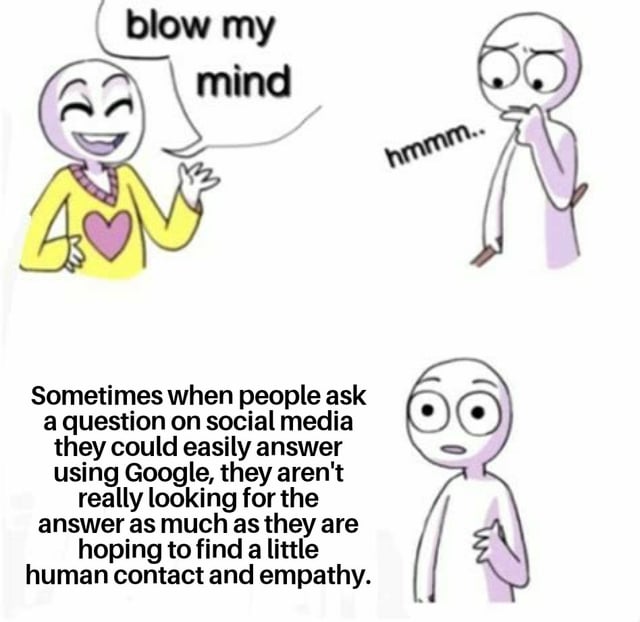 blow my
mind
hmmm..
Sometimes when people ask
a question on social media
they could easily answer
using Google, they aren't
really looking for the
answer as much as they are
hoping to find a little
human contact and empathy.